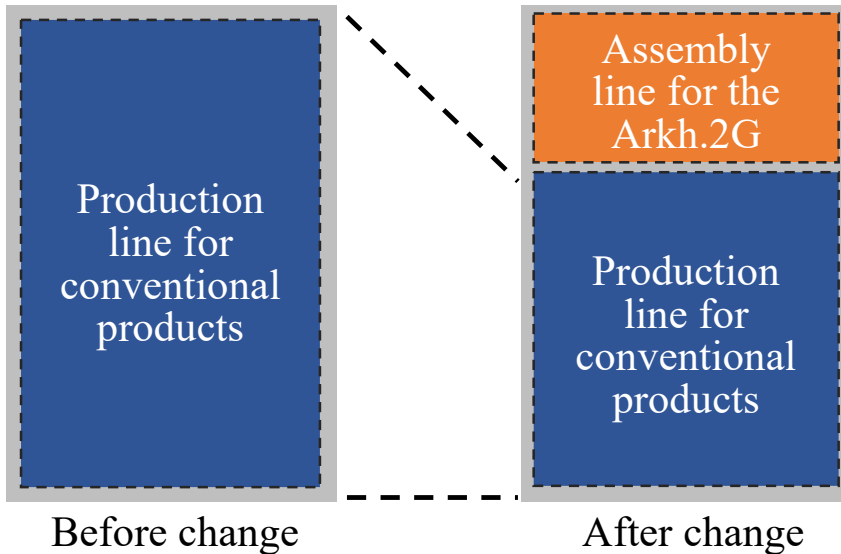 Production
line for
conventional
products
Before change
Assembly
line for the
Arkh.2G
Production
line for
conventional
products
After change